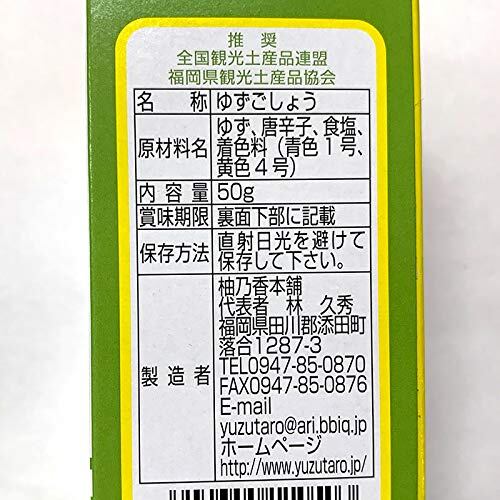 推奨
全国観光土産品連盟
福岡県観光土産品協会
名称 ゆずごしょう
原材料名 ゆず、唐辛子、食塩、
着色料（青色1号、
黄色4号）
内容量 50g
賞味期限 裏面下部に記載
保存方法 直射日光を避けて
保存して下さい。
製造者 柚乃香本舗
代表者 林 久秀
福岡県田川郡添田町
落合1287-3
TEL0947-85-0870
FAX0947-85-0876
E-mail
yuzutaro@ari.bbiq.jp
ホームページ
http://www.yuzutaro.jp/